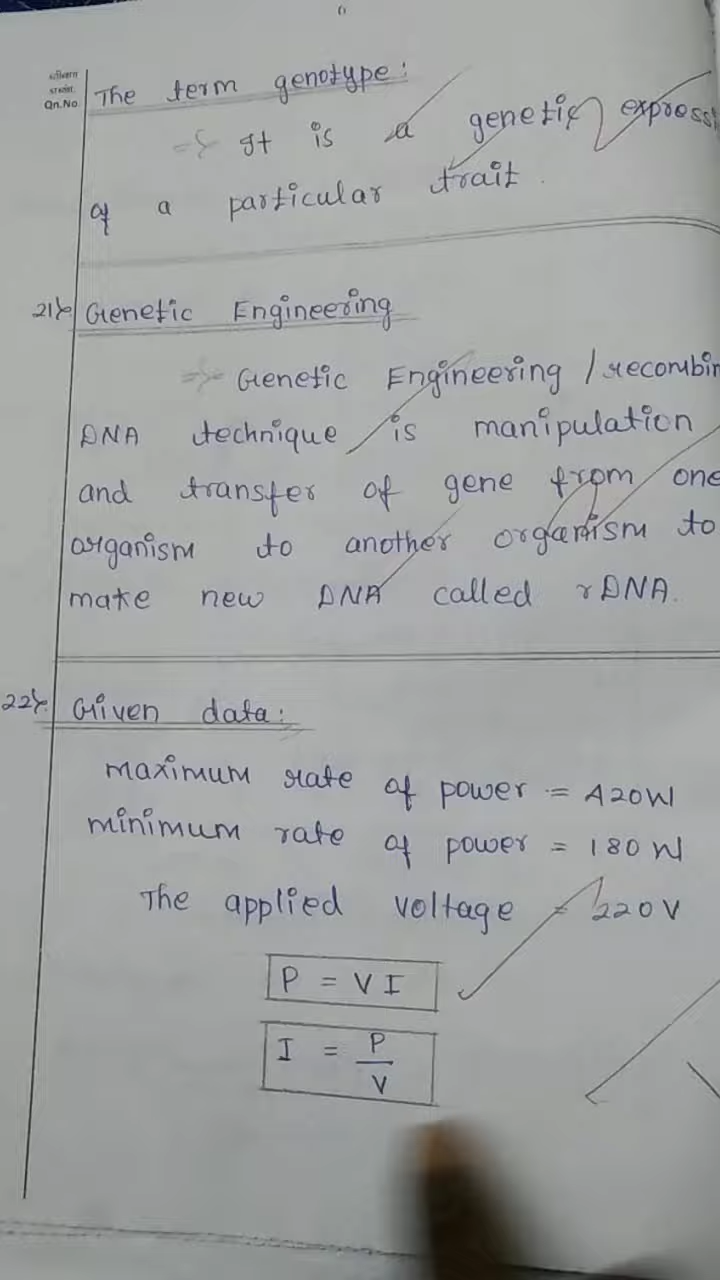 Qn.No.
The term genotype:
=> It is a genetic express
of a particular trait.
21) Genetic Engineering
=> Genetic Engineering / recombin
DNA technique is manipulation
and transfer of gene from one
organism to another organism to
make new DNA called rDNA.
22) Given data:
maximum rate of power = 420W
minimum rate of power = 180W
The applied voltage = 220V
P = VI
I = P/V